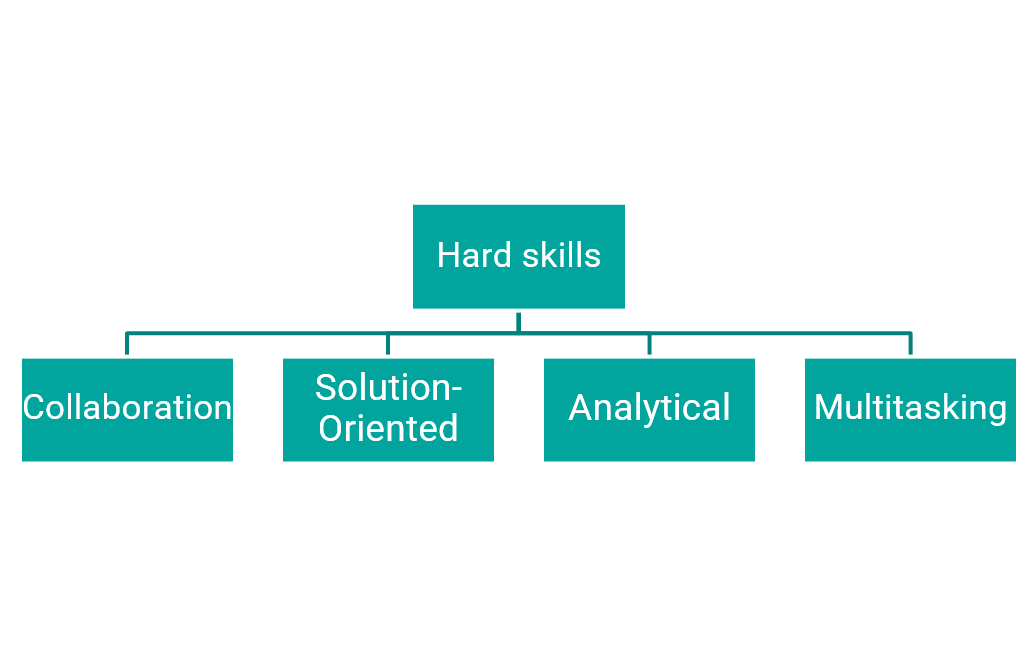 Hard skills
Collaboration
Solution-
Oriented
Analytical
Multitasking